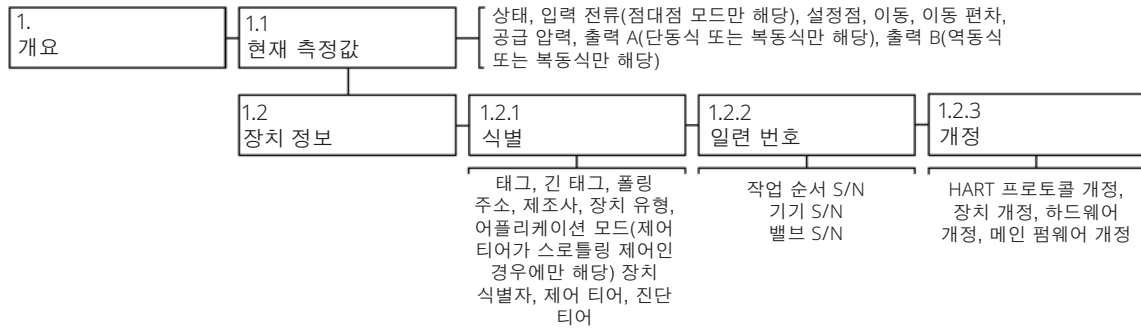 1.
개요
1.1
현재 측정값
상태, 입력 전류(점대점 모드만 해당), 설정점, 이동, 이동 편차,
공급 압력, 출력 A(단동식 또는 복동식만 해당), 출력 B(역동식
또는 복동식만 해당)
1.2
장치 정보
1.2.1
식별
1.2.2
일련 번호
1.2.3
개정
태그, 긴 태그, 폴링
주소, 제조사, 장치 유형,
어플리케이션 모드(제어
티어가 스로틀링 제어인
경우에만 해당) 장치
식별자, 제어 티어, 진단
티어
작업 순서 S/N
기기 S/N
밸브 S/N
HART 프로토콜 개정,
장치 개정, 하드웨어
개정, 메인 펌웨어 개정